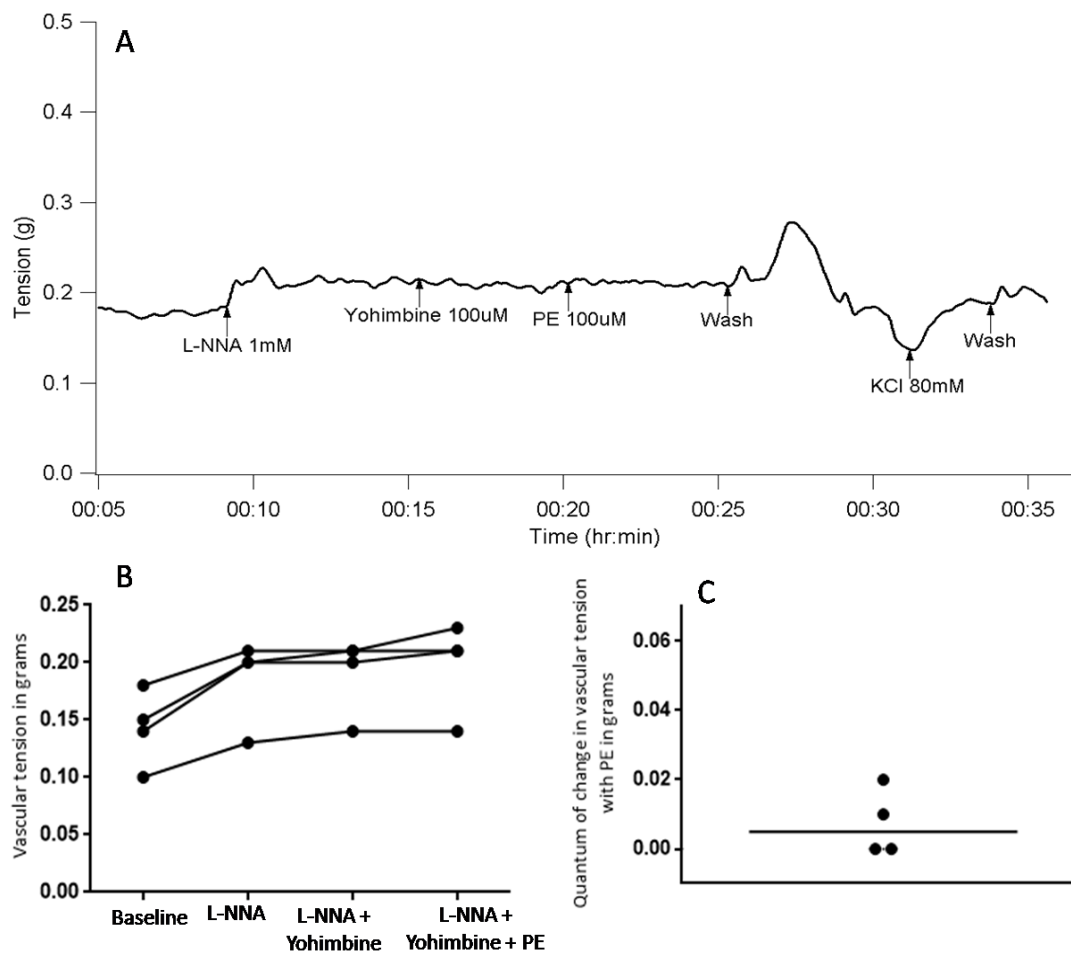 A
0.5
0.4
0.3
0.2
0.1
0.0
Tension (g)
L-NNA 1mM
Yohimbine 100uM
PE 100uM
Wash
KCl 80mM
Wash
00:05 00:10 00:15 00:20 00:25 00:30 00:35
Time (hr:min)
B
Vascular tension in grams
0.25
0.20
0.15
0.10
0.05
0.00
Baseline
L-NNA
L-NNA +
Yohimbine
L-NNA +
Yohimbine + PE
C
Quantum of change in vascular tension
with PE in grams
0.06
0.04
0.02
0.00